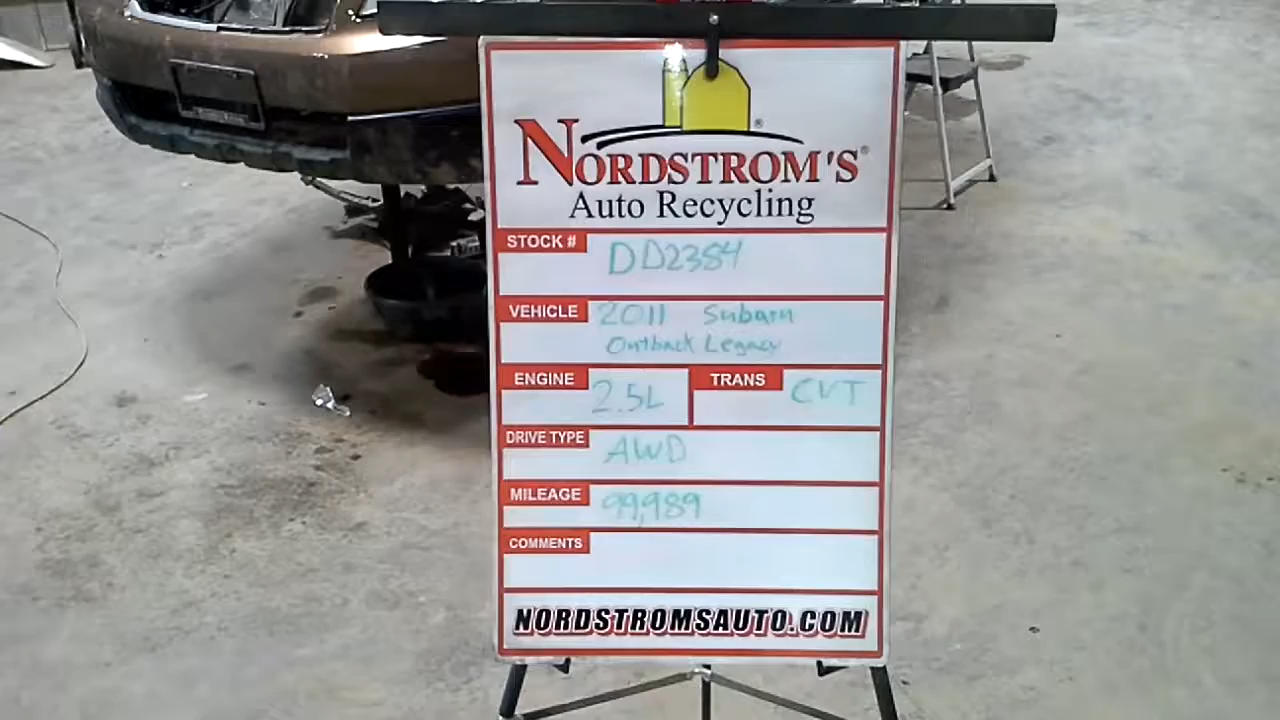 NORDSTROM'S®
Auto Recycling
STOCK # DD2384
VEHICLE 2011 Subaru
Outback Legacy
ENGINE 2.5L TRANS CVT
DRIVE TYPE AWD
MILEAGE 99,989
COMMENTS
NORDSTROMSAUTO.COM